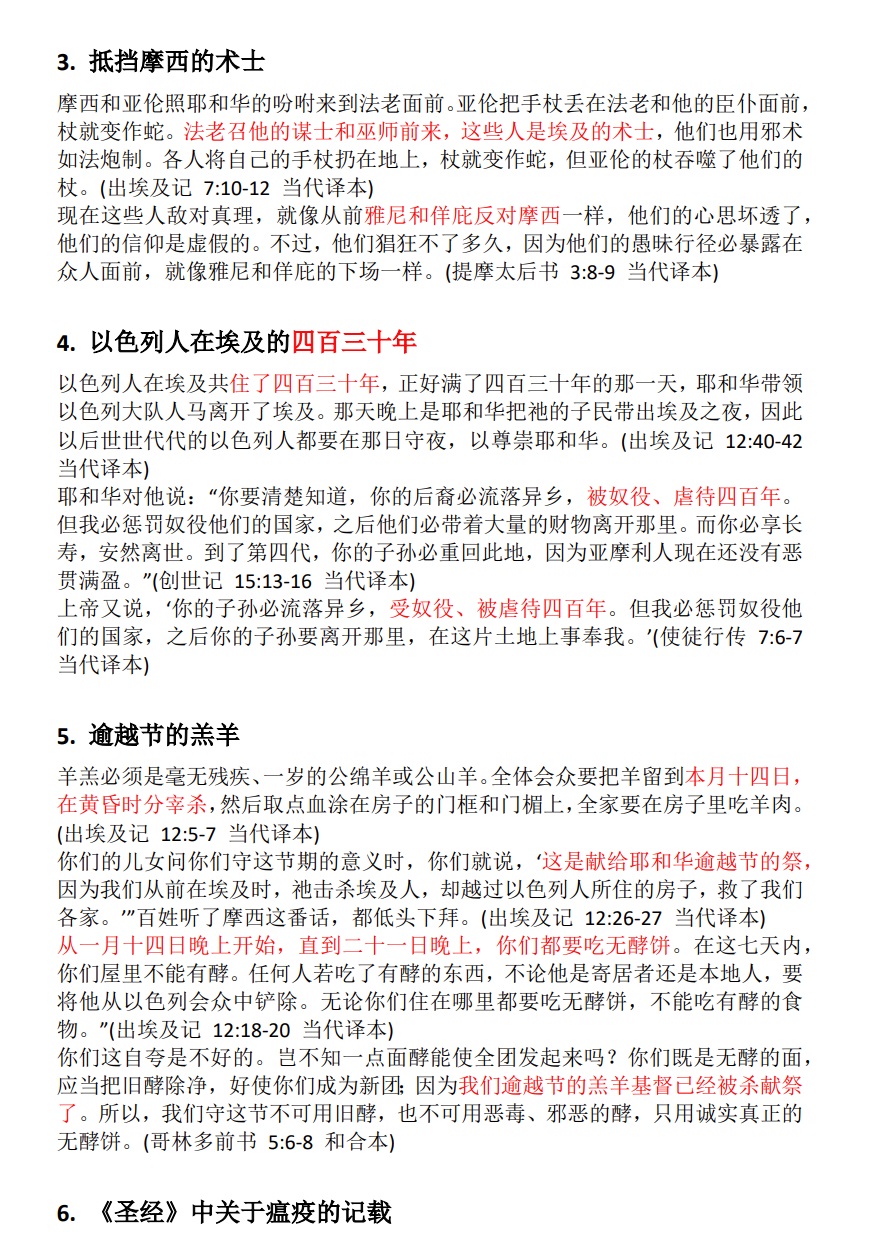 3. 抵挡摩西的术士
摩西和亚伦照耶和华的吩咐来到法老面前。亚伦把手杖丢在法老和他的臣仆面前，
杖就变作蛇。法老召他的谋士和巫师前来，这些人是埃及的术士，他们也用邪术
如法炮制。各人将自己的手杖扔在地上，杖就变作蛇，但亚伦的杖吞噬了他们的
杖。(出埃及记 7:10-12 当代译本)
现在这些人敌对真理，就像从前雅尼和佯庇反对摩西一样，他们的心思坏透了，
他们的信仰是虚假的。不过，他们猖狂不了多久，因为他们的愚昧行径必暴露在
众人面前，就像雅尼和佯庇的下场一样。(提摩太后书 3:8-9 当代译本)
4. 以色列人在埃及的四百三十年
以色列人在埃及共住了四百三十年，正好满了四百三十年的那一天，耶和华带领
以色列大队人马离开了埃及。那天晚上是耶和华把祂的子民带出埃及之夜，因此
以后世世代代的以色列人都要在那日守夜，以尊崇耶和华。(出埃及记 12:40-42
当代译本)
耶和华对他说：“你要清楚知道，你的后裔必流落异乡，被奴役、虐待四百年。
但我必惩罚奴役他们的国家，之后他们必带着大量的财物离开那里。而你必享长
寿，安然离世。到了第四代，你的子孙必重回此地，因为亚摩利人现在还没有恶
贯满盈。”(创世记 15:13-16 当代译本)
上帝又说，‘你的子孙必流落异乡，受奴役、被虐待四百年。但我必惩罚奴役他
们的国家，之后你的子孙要离开那里，在这片土地上事奉我。’(使徒行传 7:6-7
当代译本)
5. 逾越节的羔羊
羊羔必须是毫无残疾、一岁的公绵羊或公山羊。全体会众要把羊留到本月十四日，
在黄昏时分宰杀，然后取点血涂在房子的门框和门楣上，全家要在房子里吃羊肉。
(出埃及记 12:5-7 当代译本)
你们的儿女问你们守这节期的意义时，你们就说，‘这是献给耶和华逾越节的祭，
因为我们从前在埃及时，祂击杀埃及人，却越过以色列人所住的房子，救了我们
各家。’”百姓听了摩西这番话，都低头下拜。(出埃及记 12:26-27 当代译本)
从一月十四日晚上开始，直到二十一日晚上，你们都要吃无酵饼。在这七天内，
你们屋里不能有酵。任何人若吃了有酵的东西，不论他是寄居者还是本地人，要
将他从以色列会众中铲除。无论你们住在哪里都要吃无酵饼，不能吃有酵的食
物。”(出埃及记 12:18-20 当代译本)
你们这自夸是不好的。岂不知一点面酵能使全团发起来吗？你们既是无酵的面，
应当把旧酵除净，好使你们成为新团；因为我们逾越节的羔羊基督已经被杀献祭
了。所以，我们守这节不可用旧酵，也不可用恶毒、邪恶的酵，只用诚实真正的
无酵饼。(哥林多前书 5:6-8 和合本)
6. 《圣经》中关于瘟疫的记载